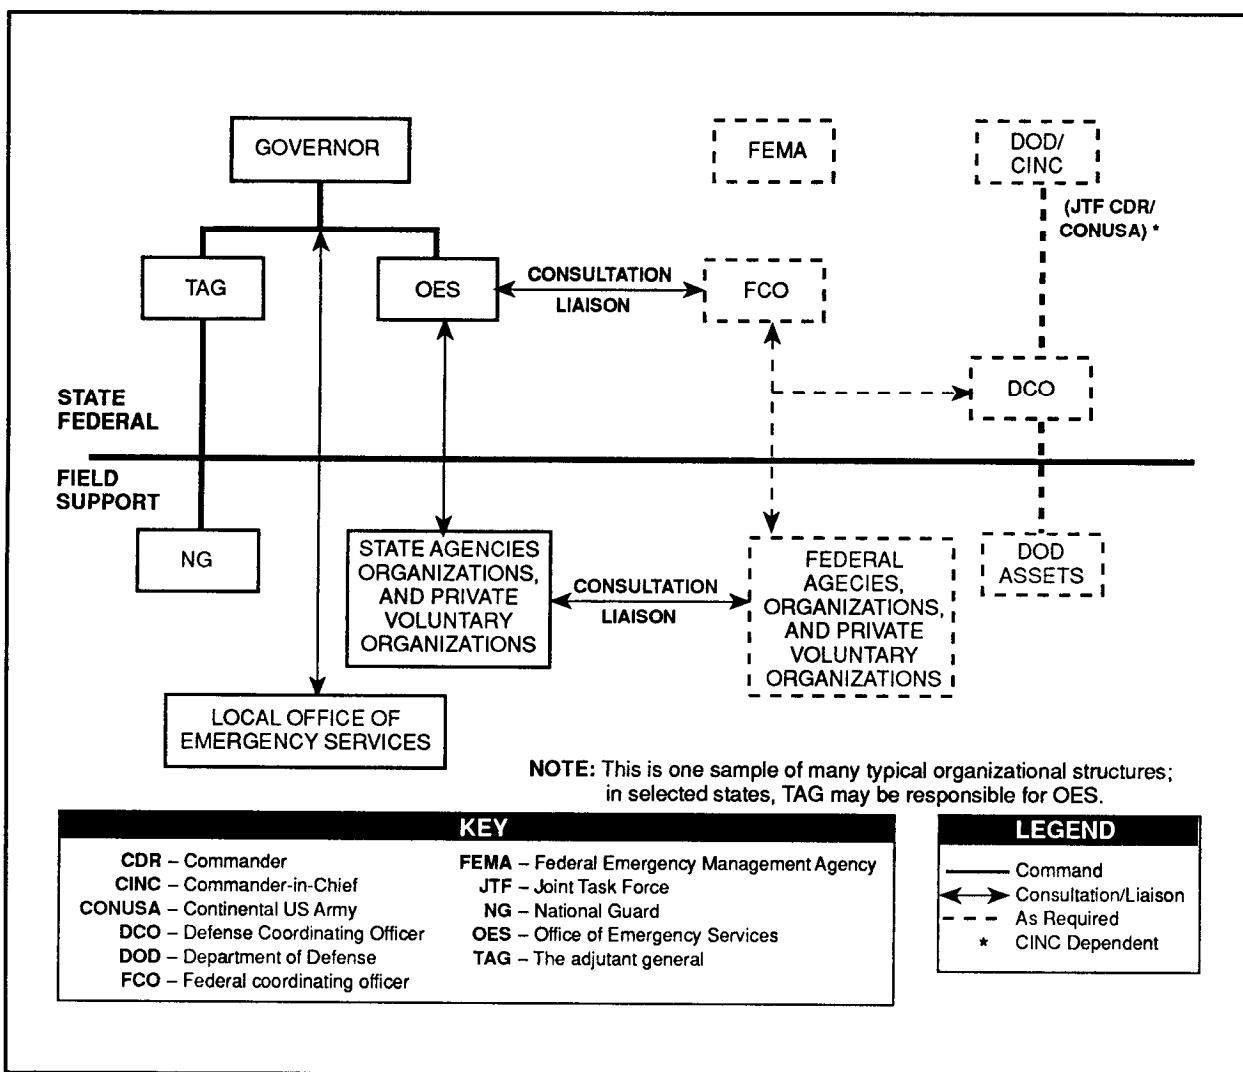 GOVERNOR
FEMA
DOD/
CINC
(JTF CDR/
CONUSA) *
TAG
OES
CONSULTATION
LIAISON
FCO
DCO
STATE
FEDERAL
FIELD
SUPPORT
NG
STATE AGENCIES
ORGANIZATIONS,
AND PRIVATE
VOLUNTARY
ORGANIZATIONS
CONSULTATION
LIAISON
FEDERAL
AGECIES,
ORGANIZATIONS,
AND PRIVATE
VOLUNTARY
ORGANIZATIONS
DOD
ASSETS
LOCAL OFFICE OF
EMERGENCY SERVICES
NOTE: This is one sample of many typical organizational structures;
in selected states, TAG may be responsible for OES.
KEY
CDR – Commander
CINC – Commander-in-Chief
CONUSA – Continental US Army
DCO – Defense Coordinating Officer
DOD – Department of Defense
FCO – Federal coordinating officer
FEMA – Federal Emergency Management Agency
JTF – Joint Task Force
NG – National Guard
OES – Office of Emergency Services
TAG – The adjutant general
LEGEND
Command
Consultation/Liaison
As Required
* CINC Dependent